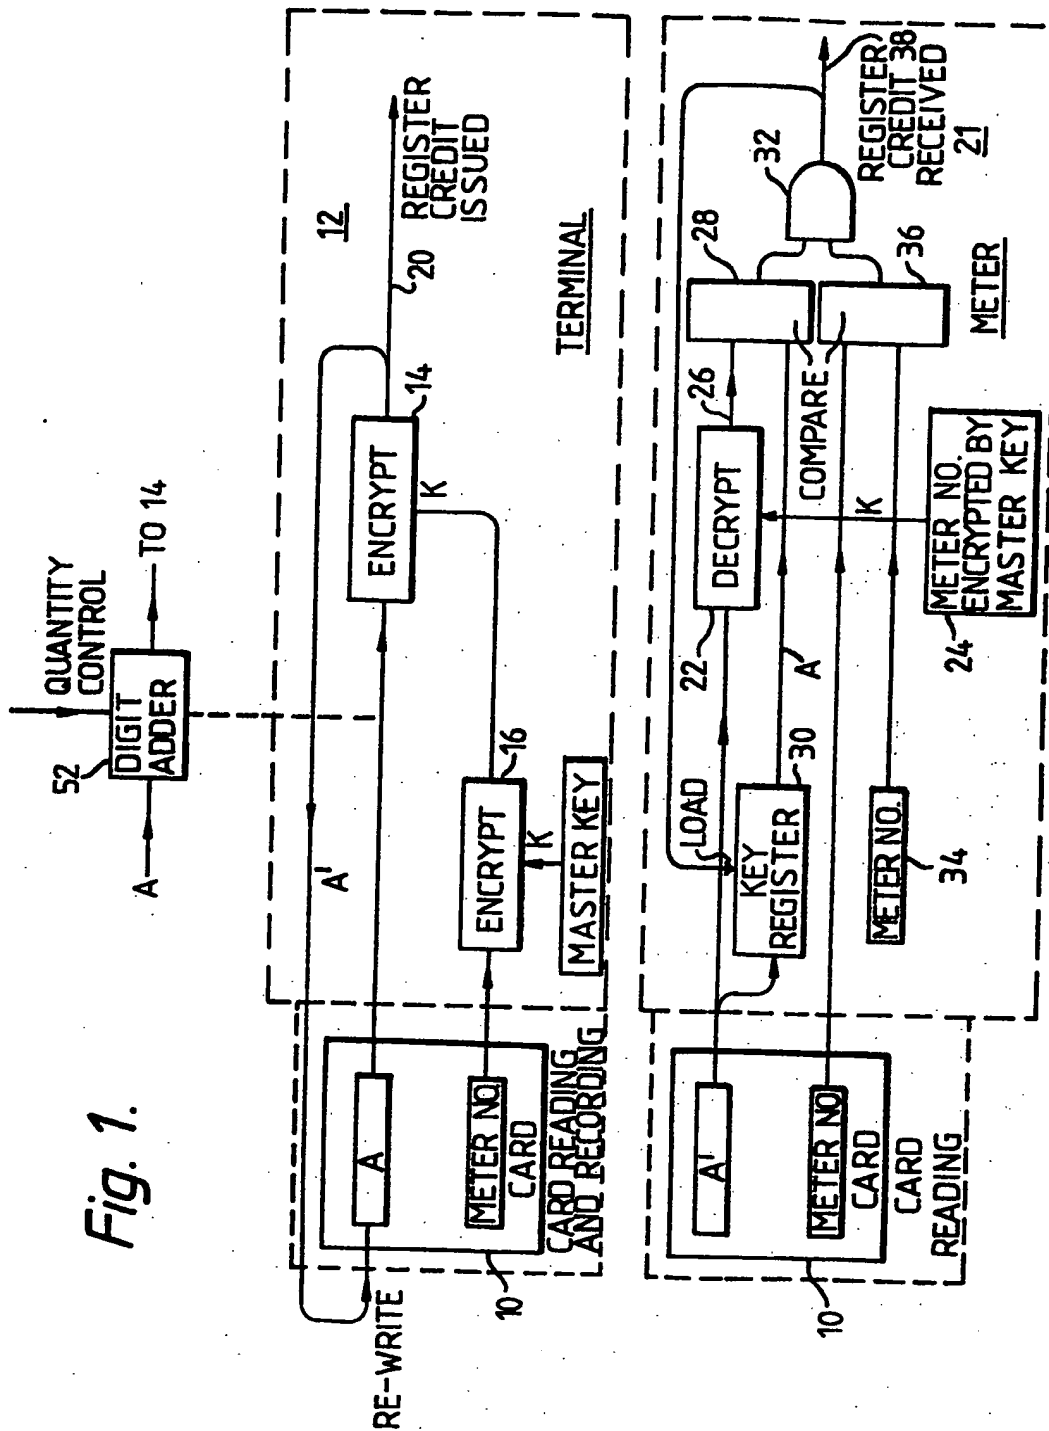 Fig. 1.
QUANTITY
CONTROL
52
DIGIT
ADDER
A
TO 14
12
TERMINAL
RE-WRITE
A'
A
METER NO.
CARD
CARD READING
AND RECORDING
10
ENCRYPT
16
K
MASTER KEY
ENCRYPT
14
K
20
REGISTER
CREDIT
ISSUED
A'
METER NO
CARD
CARD
READING
10
LOAD
KEY
REGISTER
30
22
DECRYPT
26
A
COMPARE
28
32
36
K
METER NO.
34
24
METER NO.
ENCRYPTED BY
MASTER KEY
METER
REGISTER
CREDIT 38
RECEIVED
21